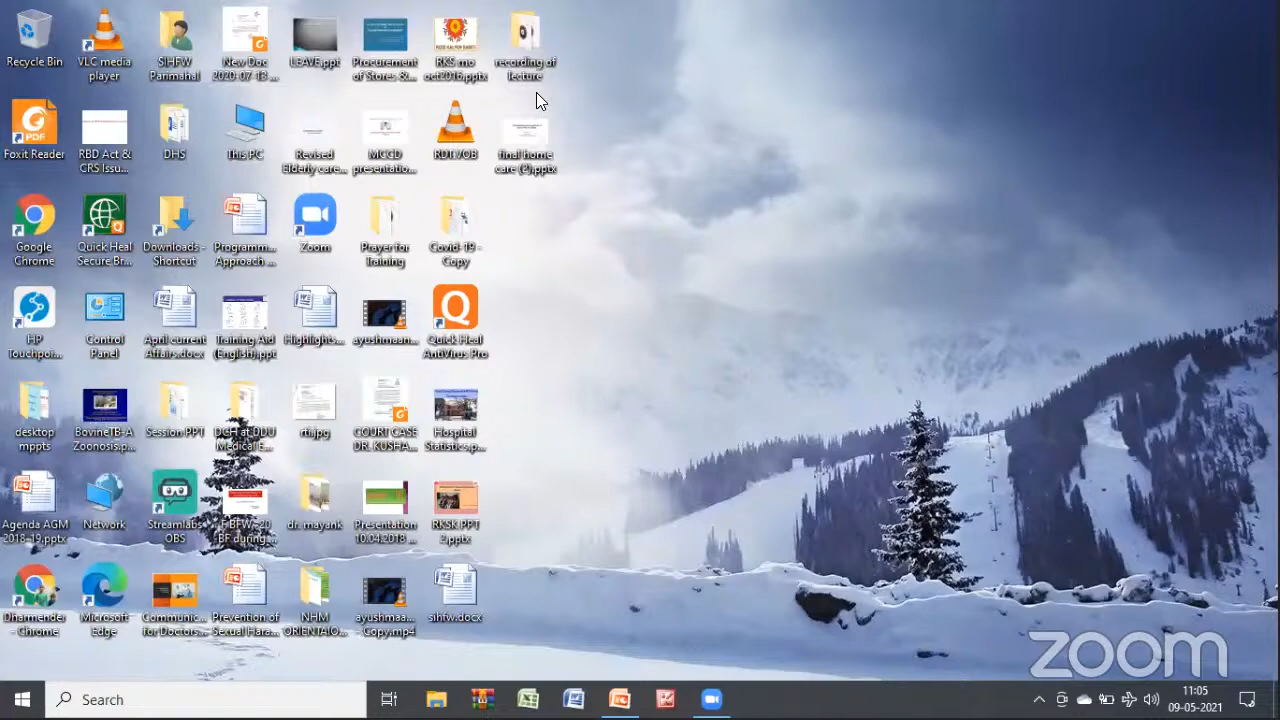 Recycle Bin
VLC media
player
SIHFW
Parimahal
New Doc
2020-07-13 ...
LEAVE.ppt
Procurement
of Stores &...
RKS mo
oct2016.pptx
recording of
lecture
Foxit Reader
RBD Act &
CRS Issu...
DHS
This PC
Revised
Elderly care...
MCCD
presentatio...
RDT.VOB
final home
care (2).pptx
Google
Chrome
Quick Heal
Secure Br...
Downloads -
Shortcut
Programm...
Approach ...
Zoom
Prayer for
Training
Covid-19 -
Copy
HP
Touchpoi...
Control
Panel
April current
Affairs.docx
Training Aid
(English).ppt
Highlights...
ayushmaan...
Quick Heal
AntiVirus Pro
desktop
mppts
BovineTB-A
Zoonosis.p...
Session PPT
DGH at DDU
Medical E...
rti.jpg
COURT CASE
DR. KUSHA...
Hospital
Statistics.p...
Agenda AGM
2018-19.pptx
Network
Streamlabs
OBS
BF during...
dr. mayank
Presentation
10.04.2018 ...
RKSK PPT
2.pptx
Dharmender
- Chrome
Microsoft
Edge
Communic...
for Doctors...
Prevention of
Sexual Hara...
NHM
ORIENTAIO...
ayushmaa...
- Copy.mp4
sihfw.docx
zoom
Search
11:05
09-05-2021